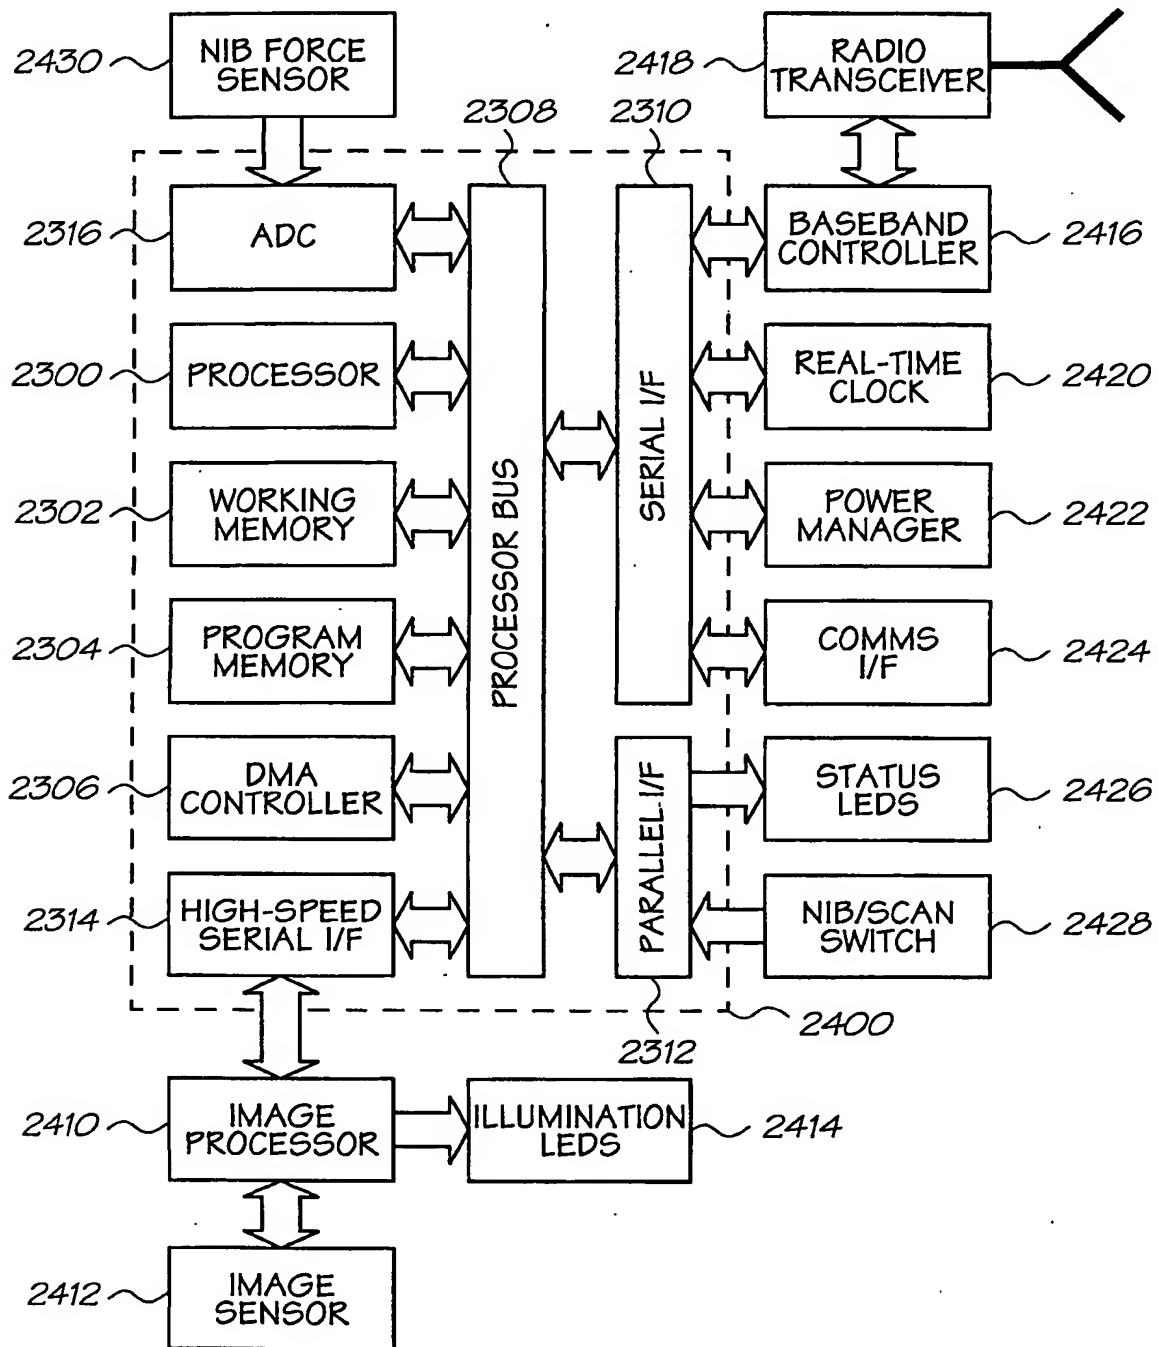 2430
NIB FORCE
SENSOR
2418
RADIO
TRANSCEIVER
2308
2310
2316
ADC
BASEBAND
CONTROLLER
2416
2300
PROCESSOR
REAL-TIME
CLOCK
2420
2302
WORKING
MEMORY
PROCESSOR BUS
SERIAL I/F
POWER
MANAGER
2422
2304
PROGRAM
MEMORY
COMMS
I/F
2424
2306
DMA
CONTROLLER
PARALLEL I/F
STATUS
LEDS
2426
2314
HIGH-SPEED
SERIAL I/F
NIB/SCAN
SWITCH
2428
2312
2400
2410
IMAGE
PROCESSOR
ILLUMINATION
LEDS
2414
2412
IMAGE
SENSOR